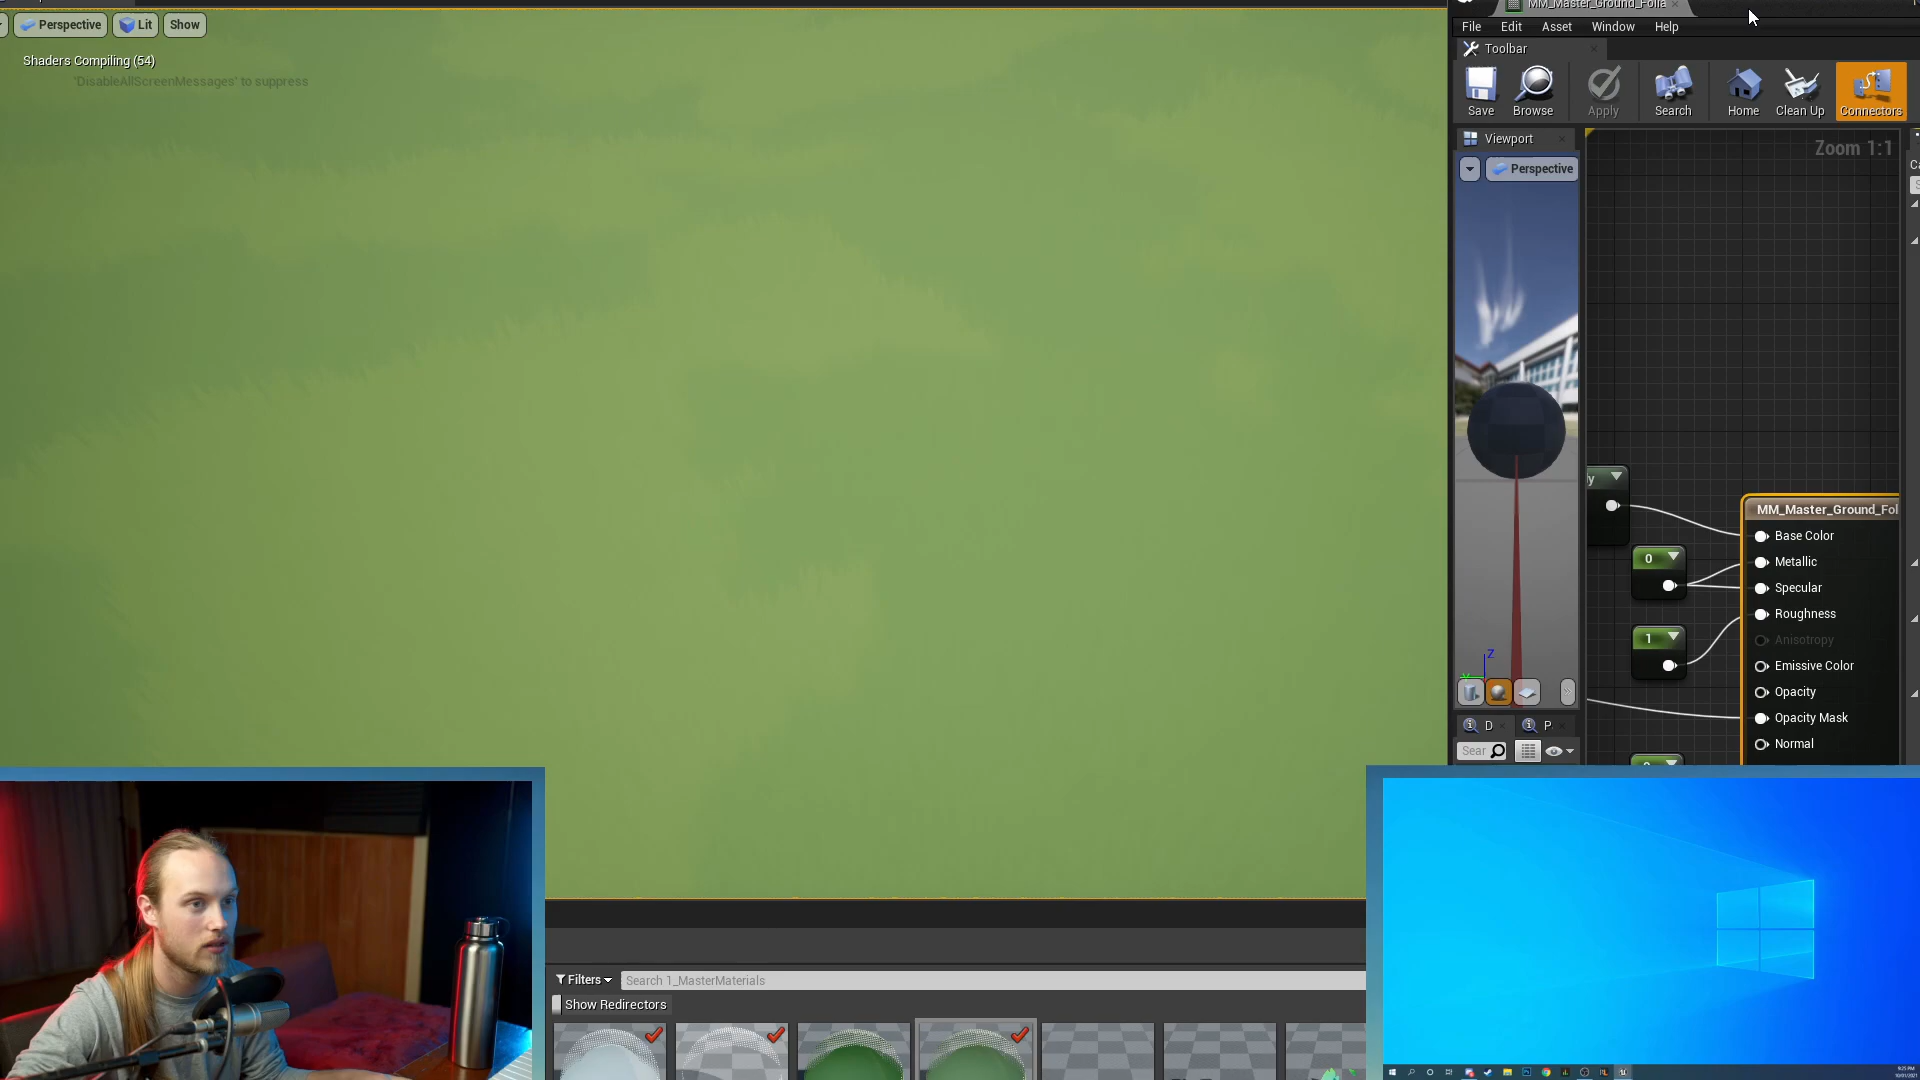 Perspective Lit Show
Shaders Compiling (54)
'DisableAllScreenMessages' to suppress
MM_Master_Ground_Folia
File Edit Asset Window Help
Toolbar
Save Browse Apply Search Home Clean Up Connectors
Viewport
Zoom 1:1
Perspective
y
MM_Master_Ground_Fol
Base Color
0
Metallic
Specular
Roughness
1
Anisotropy
Emissive Color
Opacity
Opacity Mask
Normal
Z
D P
Sear
Filters Search 1_MasterMaterials
Show Redirectors